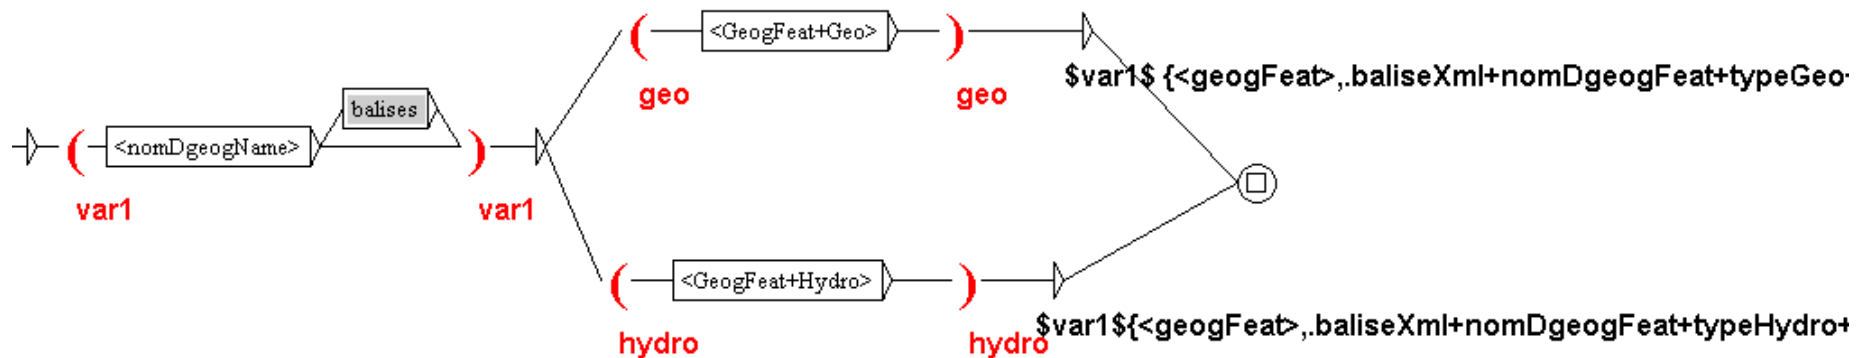 ( <GeogFeat+Geo> )
geo geo
$var1$ {<geogFeat>,.baliseXml+nomDgeogFeat+typeGeo+
balises
( <nomDgeogName> )
var1 var1
( <GeogFeat+Hydro> )
hydro hydro
$var1${<geogFeat>,.baliseXml+nomDgeogFeat+typeHydro+